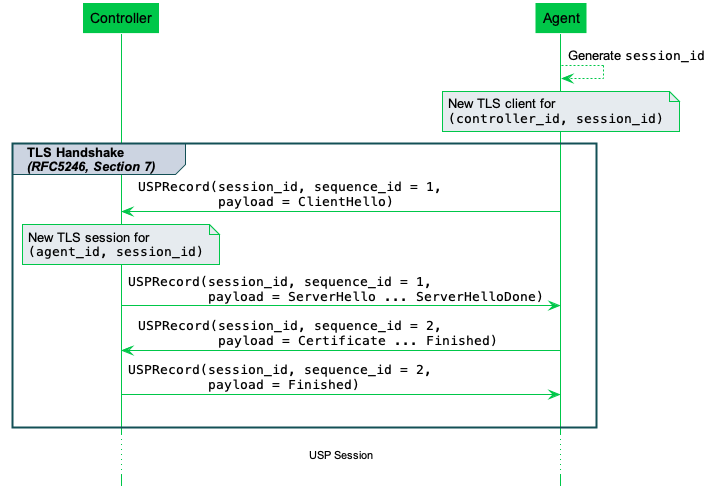 Controller
Agent
Generate session_id
New TLS client for
(controller_id, session_id)
TLS Handshake
(RFC5246, Section 7)
USPRecord(session_id, sequence_id = 1,
payload = ClientHello)
New TLS session for
(agent_id, session_id)
USPRecord(session_id, sequence_id = 1,
payload = ServerHello ... ServerHelloDone)
USPRecord(session_id, sequence_id = 2,
payload = Certificate ... Finished)
USPRecord(session_id, sequence_id = 2,
payload = Finished)
USP Session